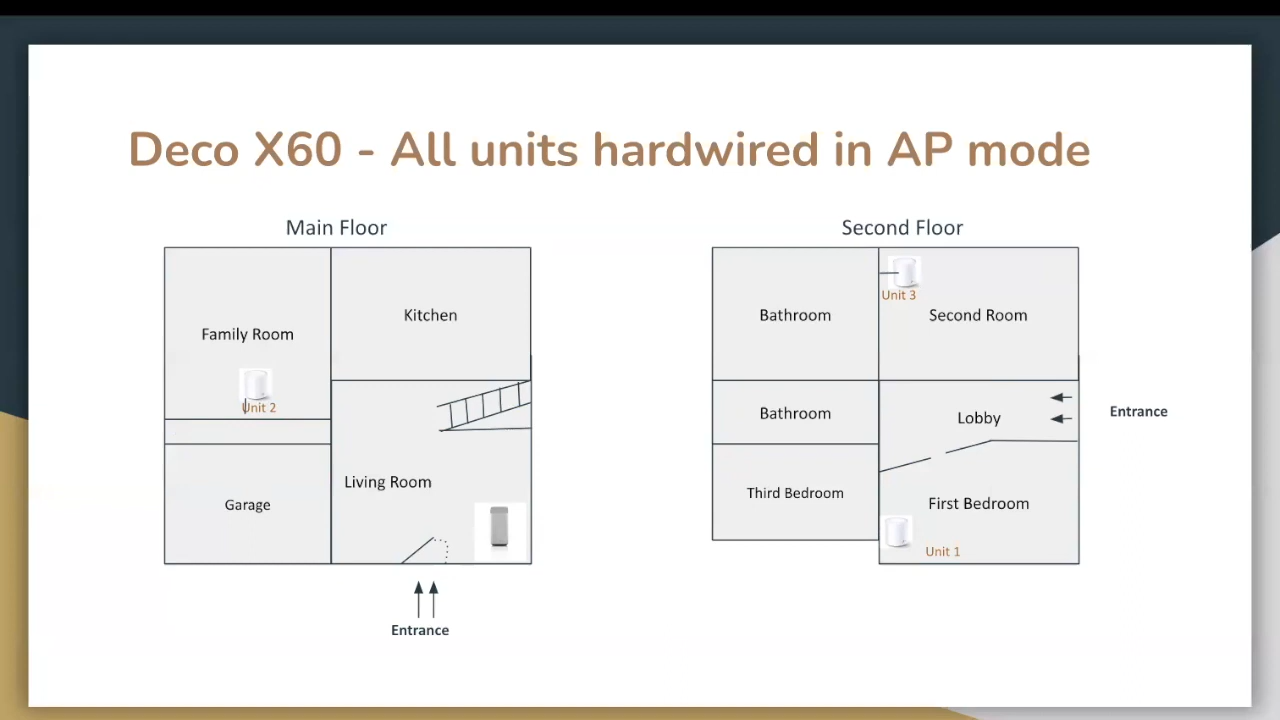 Deco X60 - All units hardwired in AP mode
Main Floor
Family Room
Unit 2
Kitchen
Living Room
Garage
Entrance
Second Floor
Bathroom
Unit 3
Second Room
Bathroom
Lobby
Entrance
Third Bedroom
First Bedroom
Unit 1